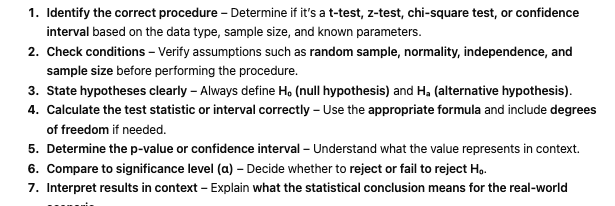 1. Identify the correct procedure – Determine if it's a t-test, z-test, chi-square test, or confidence
interval based on the data type, sample size, and known parameters.
2. Check conditions – Verify assumptions such as random sample, normality, independence, and
sample size before performing the procedure.
3. State hypotheses clearly – Always define H₀ (null hypothesis) and Hₐ (alternative hypothesis).
4. Calculate the test statistic or interval correctly – Use the appropriate formula and include degrees
of freedom if needed.
5. Determine the p-value or confidence interval – Understand what the value represents in context.
6. Compare to significance level (α) – Decide whether to reject or fail to reject H₀.
7. Interpret results in context – Explain what the statistical conclusion means for the real-world